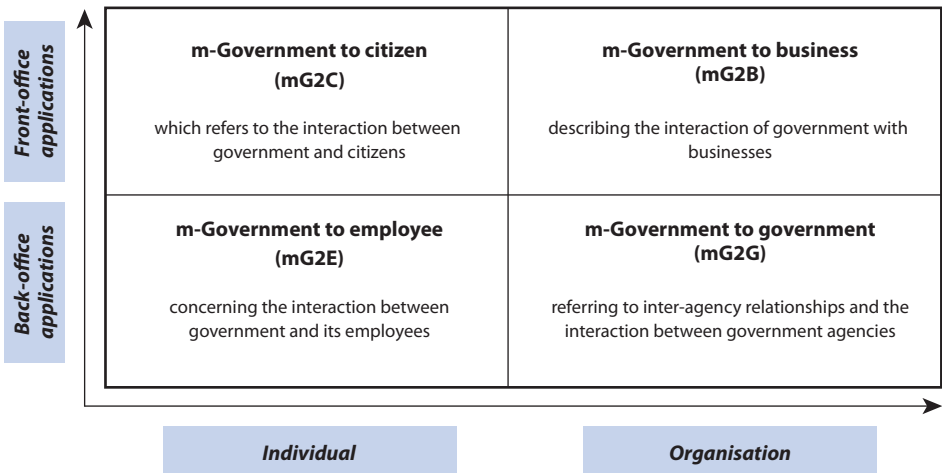 Front-office
applications
m-Government to citizen
(mG2C)
which refers to the interaction between
government and citizens
m-Government to business
(mG2B)
describing the interaction of government with
businesses
Back-office
applications
m-Government to employee
(mG2E)
concerning the interaction between
government and its employees
m-Government to government
(mG2G)
referring to inter-agency relationships and the
interaction between government agencies
Individual
Organisation